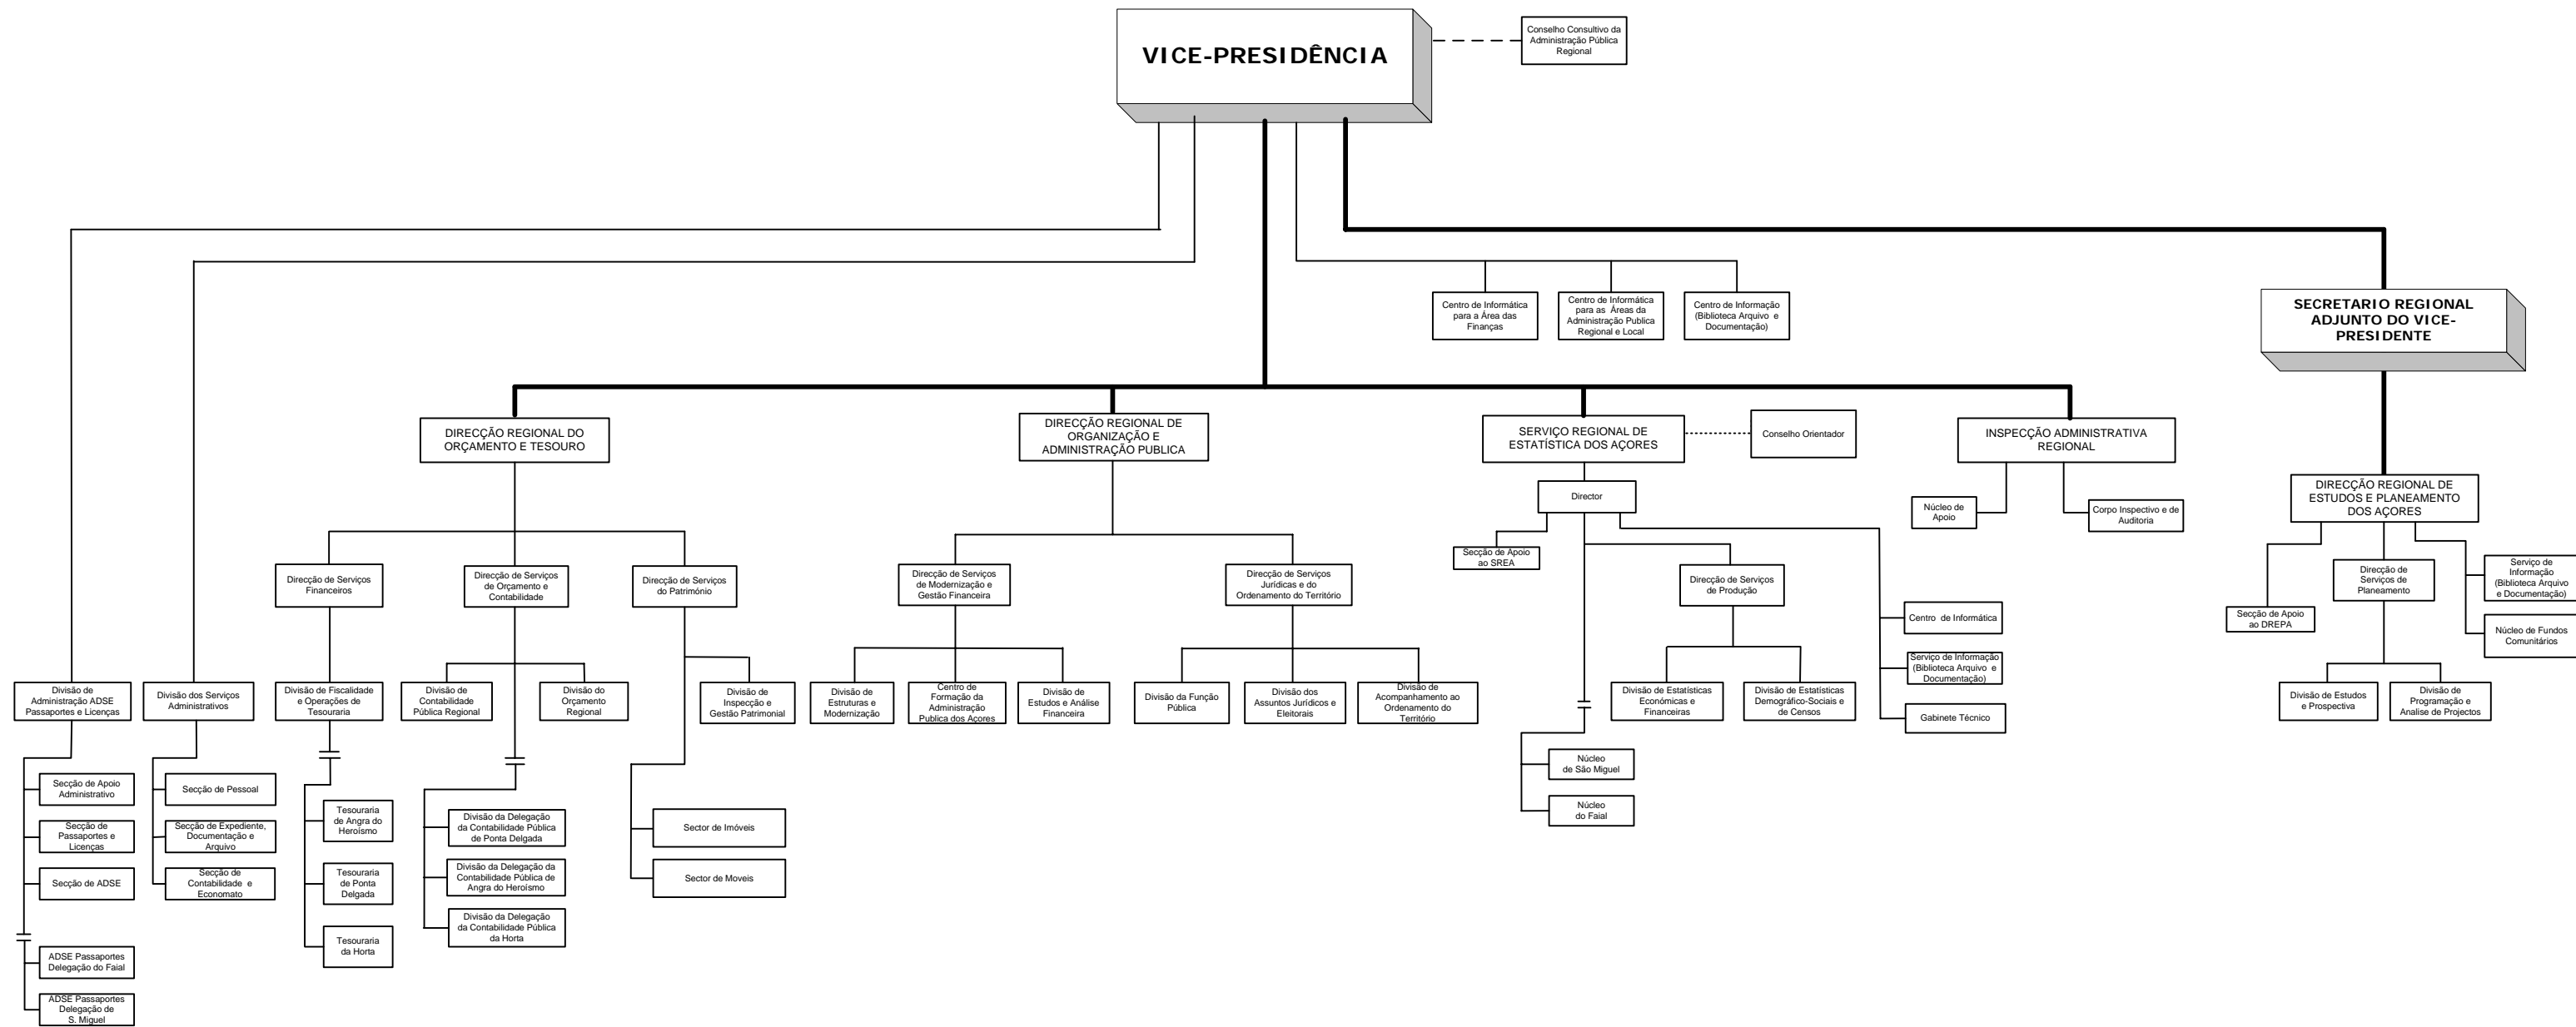 VICE-PRESIDÊNCIA
Conselho Consultivo da
Administração Pública
Regional
Centro de Informática
para a Área das
Finanças
Centro de Informática
para as Áreas da
Administração Publica
Regional e Local
Centro de Informação
(Biblioteca Arquivo e
Documentação)
SECRETARIO REGIONAL
ADJUNTO DO VICE-
PRESIDENTE
DIRECÇÃO REGIONAL DO
ORÇAMENTO E TESOURO
DIRECÇÃO REGIONAL DE
ORGANIZAÇÃO E
ADMINISTRAÇÃO PUBLICA
SERVIÇO REGIONAL DE
ESTATÍSTICA DOS AÇORES
Conselho Orientador
INSPECÇÃO ADMINISTRATIVA
REGIONAL
DIRECÇÃO REGIONAL DE
ESTUDOS E PLANEAMENTO
DOS AÇORES
Director
Núcleo de
Apoio
Corpo Inspectivo e de
Auditoria
Secção de Apoio
ao SREA
Direcção de Serviços
Financeiros
Direcção de Serviços
de Orçamento e
Contabilidade
Direcção de Serviços
do Património
Direcção de Serviços
de Modernização e
Gestão Financeira
Direcção de Serviços
Jurídicas e do
Ordenamento do Território
Direcção de Serviços
de Produção
Centro de Informática
Serviço de Informação
(Biblioteca Arquivo e
Documentação)
Gabinete Técnico
Secção de Apoio
ao DREPA
Direcção de
Serviços de
Planeamento
Serviço de
Informação
(Biblioteca Arquivo
e Documentação)
Núcleo de Fundos
Comunitários
Divisão de
Administração ADSE
Passaportes e Licenças
Divisão dos Serviços
Administrativos
Divisão de Fiscalidade
e Operações de
Tesouraria
Divisão de
Contabilidade
Pública Regional
Divisão do
Orçamento
Regional
Divisão de
Inspecção e
Gestão Patrimonial
Divisão de
Estruturas e
Modernização
Centro de
Formação da
Administração
Publica dos Açores
Divisão de
Estudos e Análise
Financeira
Divisão da Função
Pública
Divisão dos
Assuntos Jurídicos e
Eleitorais
Divisão de
Acompanhamento ao
Ordenamento do
Território
Divisão de Estatísticas
Económicas e
Financeiras
Divisão de Estatísticas
Demográfico-Sociais e
de Censos
Divisão de Estudos
e Prospectiva
Divisão de
Programação e
Analise de Projectos
Secção de Apoio
Administrativo
Secção de
Passaportes e
Licenças
Secção de ADSE
ADSE Passaportes
Delegação do Faial
ADSE Passaportes
Delegação de
S. Miguel
Secção de Pessoal
Secção de Expediente,
Documentação e
Arquivo
Secção de
Contabilidade e
Economato
Tesouraria
de Angra do
Heroísmo
Tesouraria
de Ponta
Delgada
Tesouraria
da Horta
Divisão da Delegação
da Contabilidade Pública
de Ponta Delgada
Divisão da Delegação da
Contabilidade Pública de
Angra do Heroísmo
Divisão da Delegação
da Contabilidade Pública
da Horta
Sector de Imóveis
Sector de Moveis
Núcleo
de São Miguel
Núcleo
do Faial